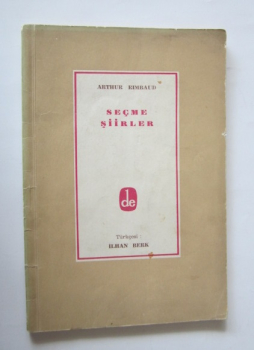 ARTHUR RIMBAUD
SEÇME
ŞİİRLER
de
Türkçesi
İLHAN BERK